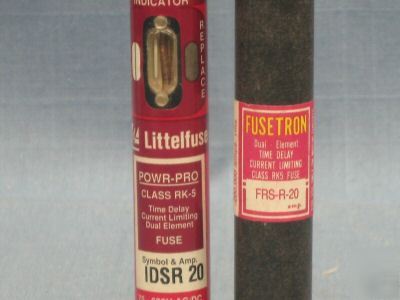 INDICATOR
REPLACE
Littelfuse
POWR-PRO
CLASS RK-5
Time Delay
Current Limiting
Dual Element
FUSE
Symbol & Amp.
IDSR 20
FUSETRON
Dual - Element
TIME DELAY
CURRENT LIMITING
CLASS RK5 FUSE
FRS-R-20
amp.